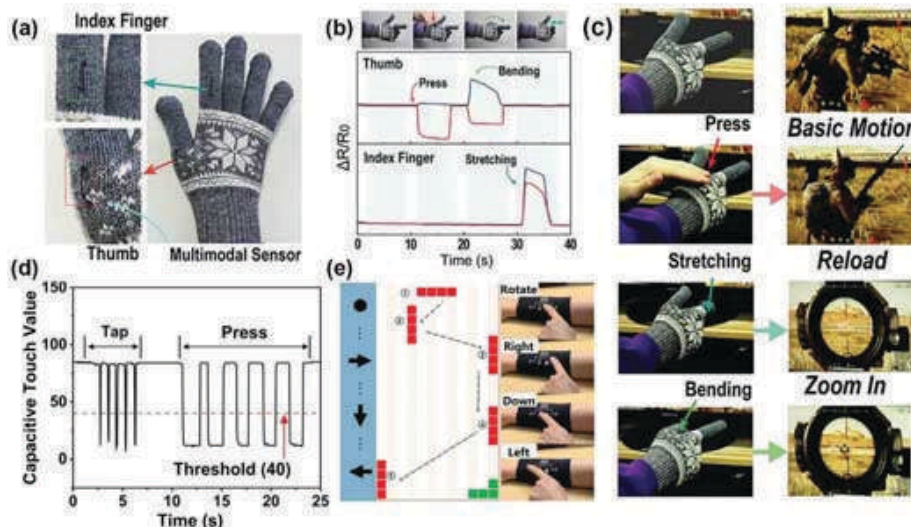 (a)
Index Finger
Thumb
Multimodal Sensor
(b)
Thumb
Press
Bending
Index Finger
Stretching
ΔR/R0
0 10 20 30 40
Time (s)
(c)
Press
Basic Motion
Stretching
Reload
Bending
Zoom In
(d)
Capacitive Touch Value
150
100
50
0
Tap
Press
Threshold (40)
0 5 10 15 20 25
Time (s)
(e)
Rotate
Right
Down
Left